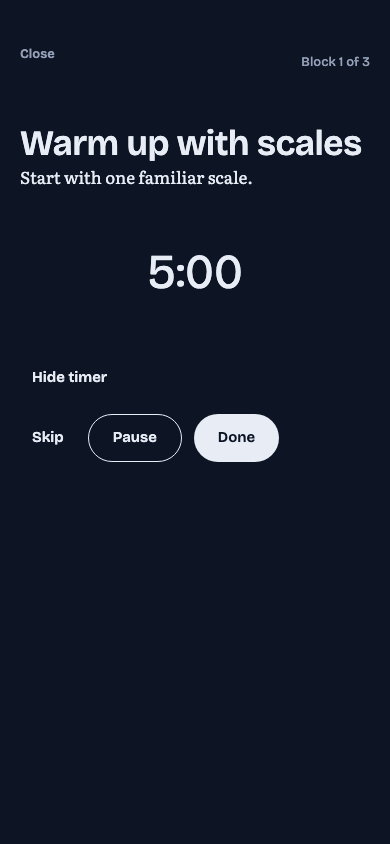 Close
Block 1 of 3
Warm up with scales
Start with one familiar scale.
5:00
Hide timer
Skip
Pause
Done